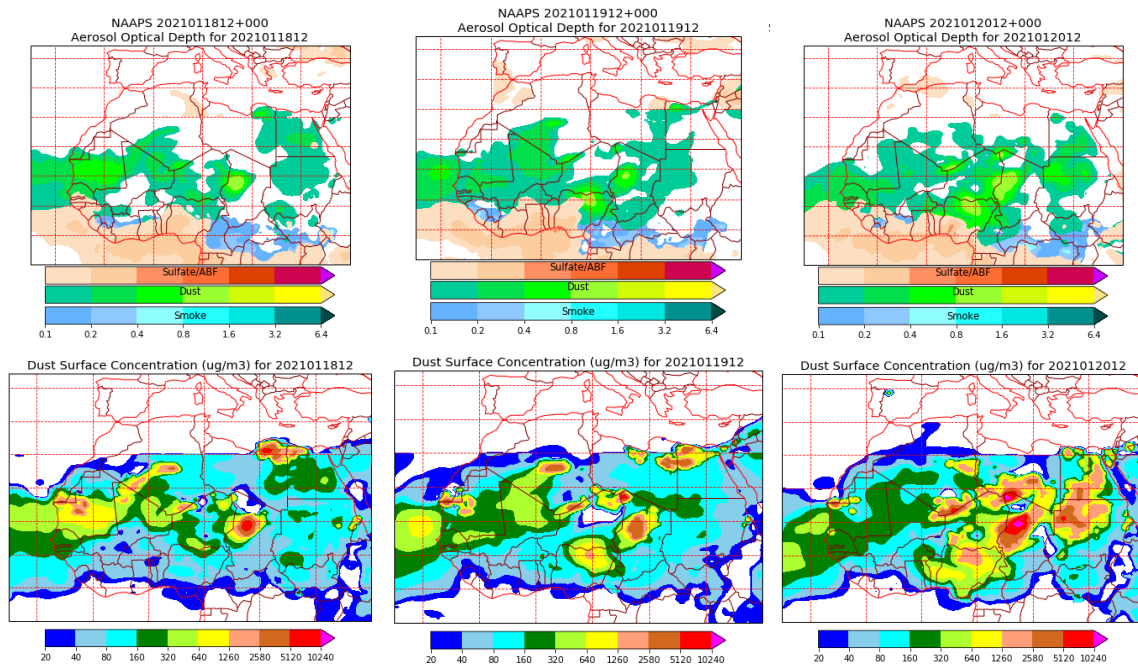 NAAPS 2021011812+000
Aerosol Optical Depth for 2021011812
NAAPS 2021011912+000
Aerosol Optical Depth for 2021011912
NAAPS 2021012012+000
Aerosol Optical Depth for 2021012012
Sulfate/ABF
Dust
Smoke
0.1 0.2 0.4 0.8 1.6 3.2 6.4
Sulfate/ABF
Dust
Smoke
0.1 0.2 0.4 0.8 1.6 3.2 6.4
Sulfate/ABF
Dust
Smoke
0.1 0.2 0.4 0.8 1.6 3.2 6.4
Dust Surface Concentration (ug/m3) for 2021011812
Dust Surface Concentration (ug/m3) for 2021011912
Dust Surface Concentration (ug/m3) for 2021012012
20 40 80 160 320 640 1260 2580 5120 10240
20 40 80 160 320 640 1260 2580 5120 10240
20 40 80 160 320 640 1260 2580 5120 10240